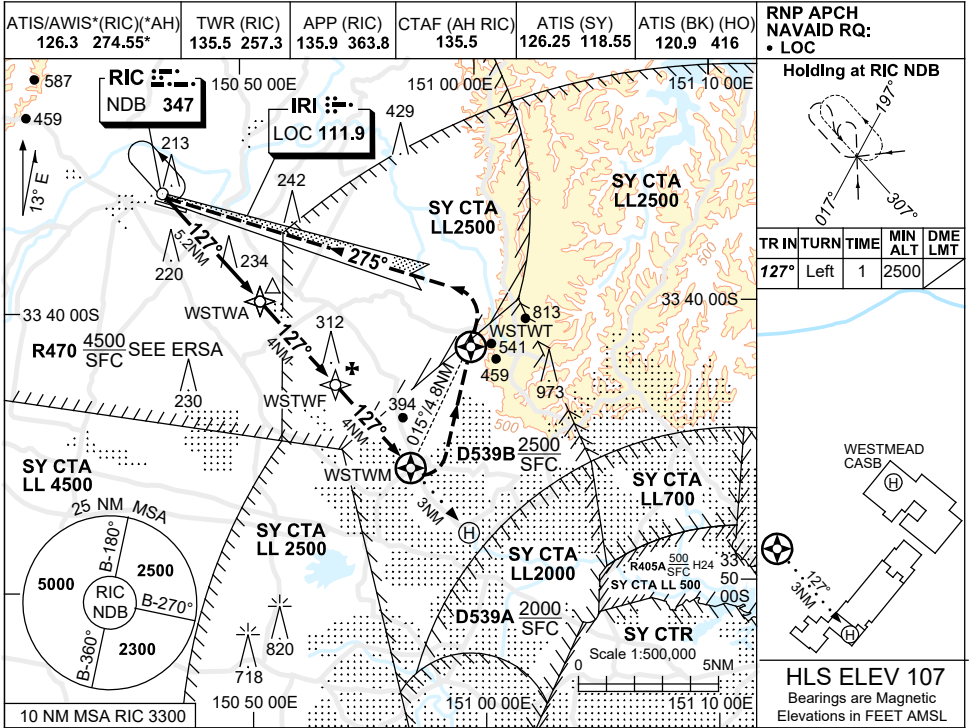 ATIS/AWIS*(RIC)(*AH)
126.3 274.55*
TWR (RIC)
135.5 257.3
APP (RIC)
135.9 363.8
CTAF (AH RIC)
135.5
ATIS (SY)
126.25 118.55
ATIS (BK) (HO)
120.9 416
RNP APCH
NAVAID RQ:
• LOC
587
459
13° E
RIC
NDB 347
150 50 00E
IRI
LOC 111.9
151 00 00E
429
151 10 00E
213
242
SY CTA
LL2500
SY CTA
LL2500
500
127°
5.2NM
220
234
275°
WSTWA
33 40 00S
33 40 00S
R470 4500
SFC
SEE ERSA
230
127°
4NM
312
WSTWF
813
WSTWT
541
459
973
500
015°/4.8NM
394
127°
4NM
WSTWM
3NM
H
D539B 2500
SFC
SY CTA
LL 4500
25 NM MSA
B-180°
5000
2500
RIC
NDB
B-270°
B-360°
2300
SY CTA
LL 2500
SY CTA
LL700
SY CTA
LL2000
R405A 500
SFC
H24
SY CTA LL 500
33
50
00S
D539A 2000
SFC
SY CTR
Scale 1:500,000
0 5NM
820
718
150 50 00E
151 00 00E
151 10 00E
10 NM MSA RIC 3300
Holding at RIC NDB
197°
017°
307°
TR IN TURN TIME MIN ALT DME LMT
127° Left 1 2500
WESTMEAD
CASB
H
127°
3NM
H
HLS ELEV 107
Bearings are Magnetic
Elevations in FEET AMSL